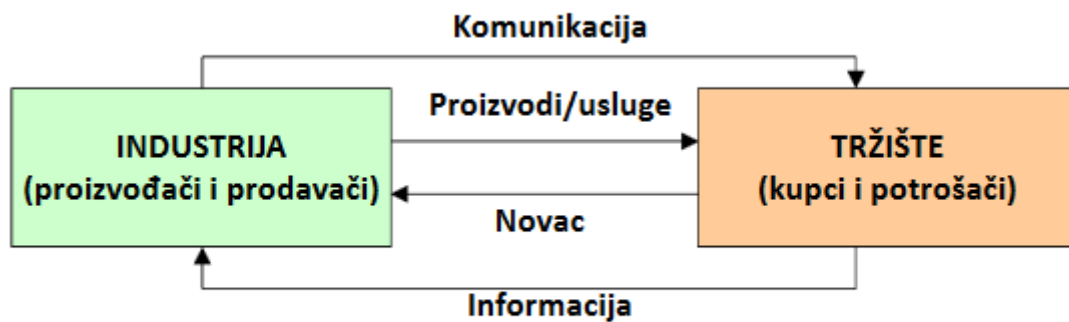 Komunikacija
Proizvodi/usluge
INDUSTRIJA
(proizvođači i prodavači)
TRŽIŠTE
(kupci i potrošači)
Novac
Informacija